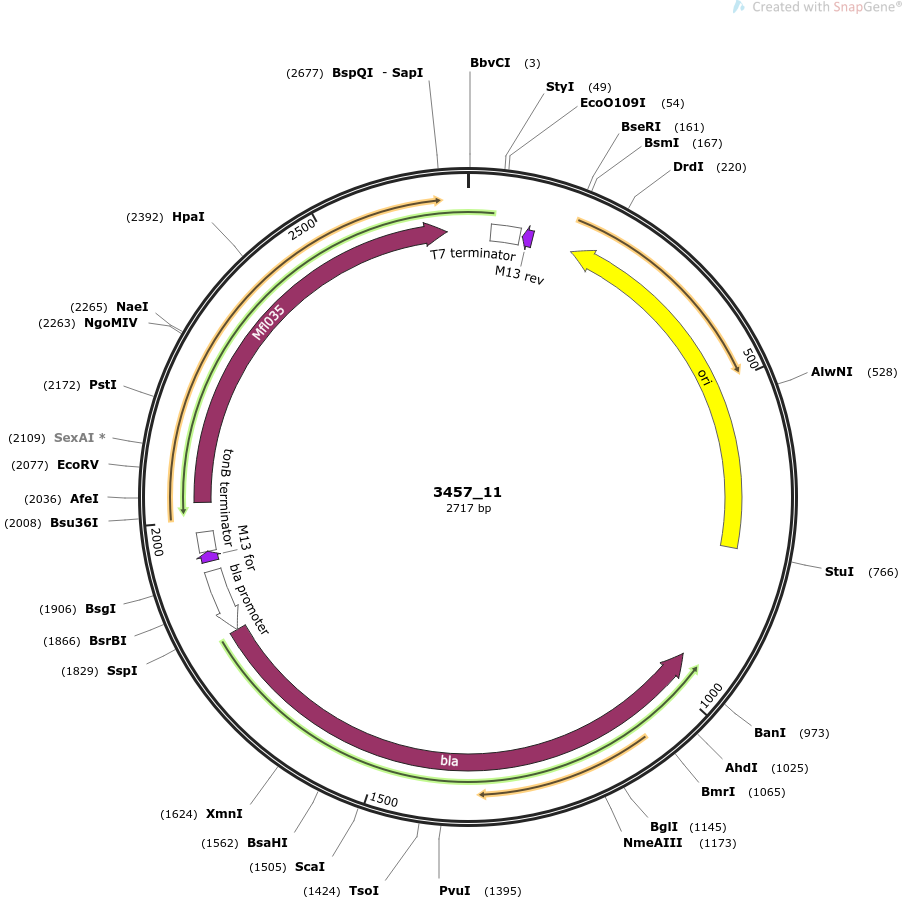 Created with SnapGene®
(2677) BspQI - SapI
BbvCI (3)
StyI (49)
EcoO109I (54)
BseRI (161)
BsmI (167)
DrdI (220)
(2392) HpaI
2500
T7 terminator
M13 rev
(2265) NaeI
(2263) NgoMIV
Mfl035
500
ori
AlwNI (528)
(2172) PstI
(2109) SexAI *
(2077) EcoRV
(2036) AfeI
(2008) Bsu36I
2000
tonB terminator
M13 for
bla promoter
3457_11
2717 bp
StuI (766)
(1906) BsgI
(1866) BsrBI
(1829) SspI
1000
BanI (973)
AhdI (1025)
BmrI (1065)
bla
1500
(1624) XmnI
(1562) BsaHI
(1505) ScaI
(1424) TsoI
PvuI (1395)
BglI (1145)
NmeAIII (1173)